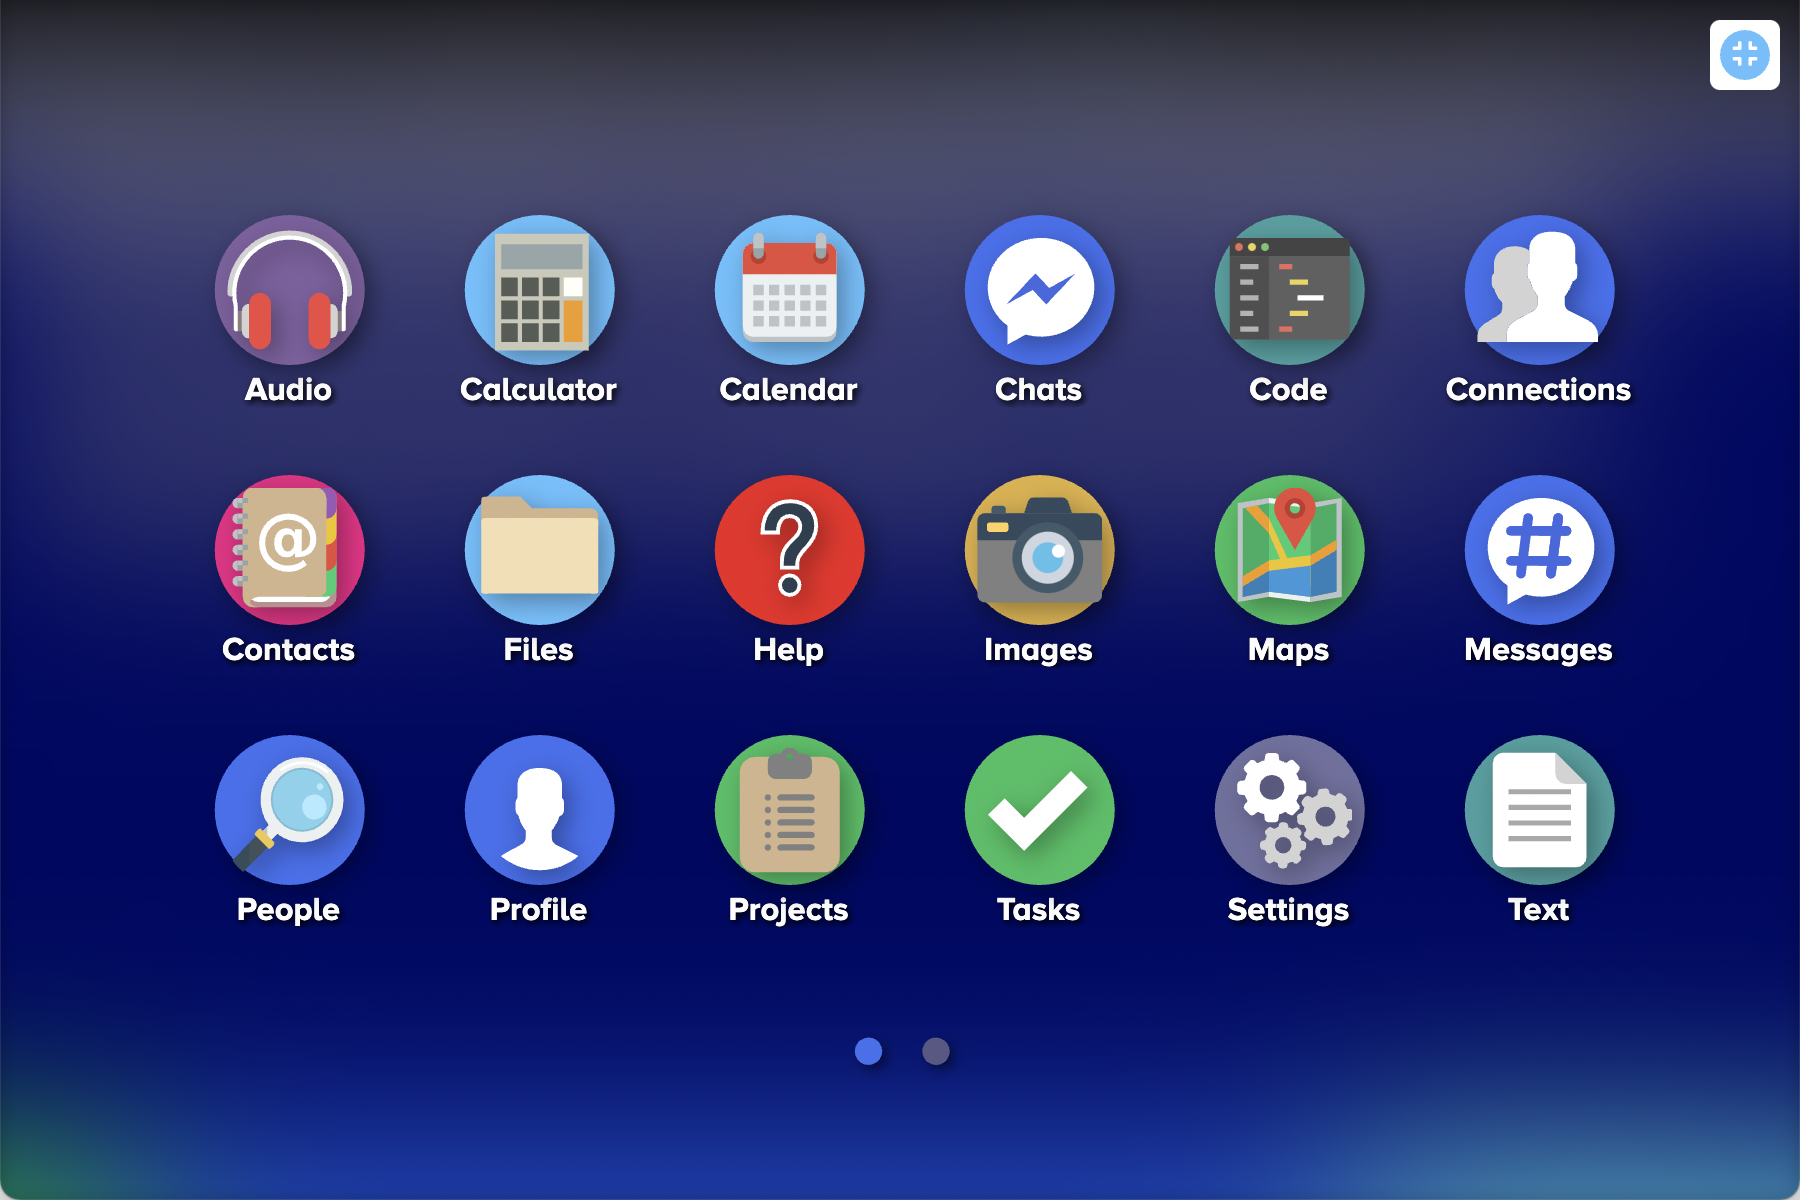 Audio
Calculator
Calendar
Chats
Code
Connections
@
#
Contacts
Files
Help
Images
Maps
Messages
People
Profile
Projects
Tasks
Settings
Text